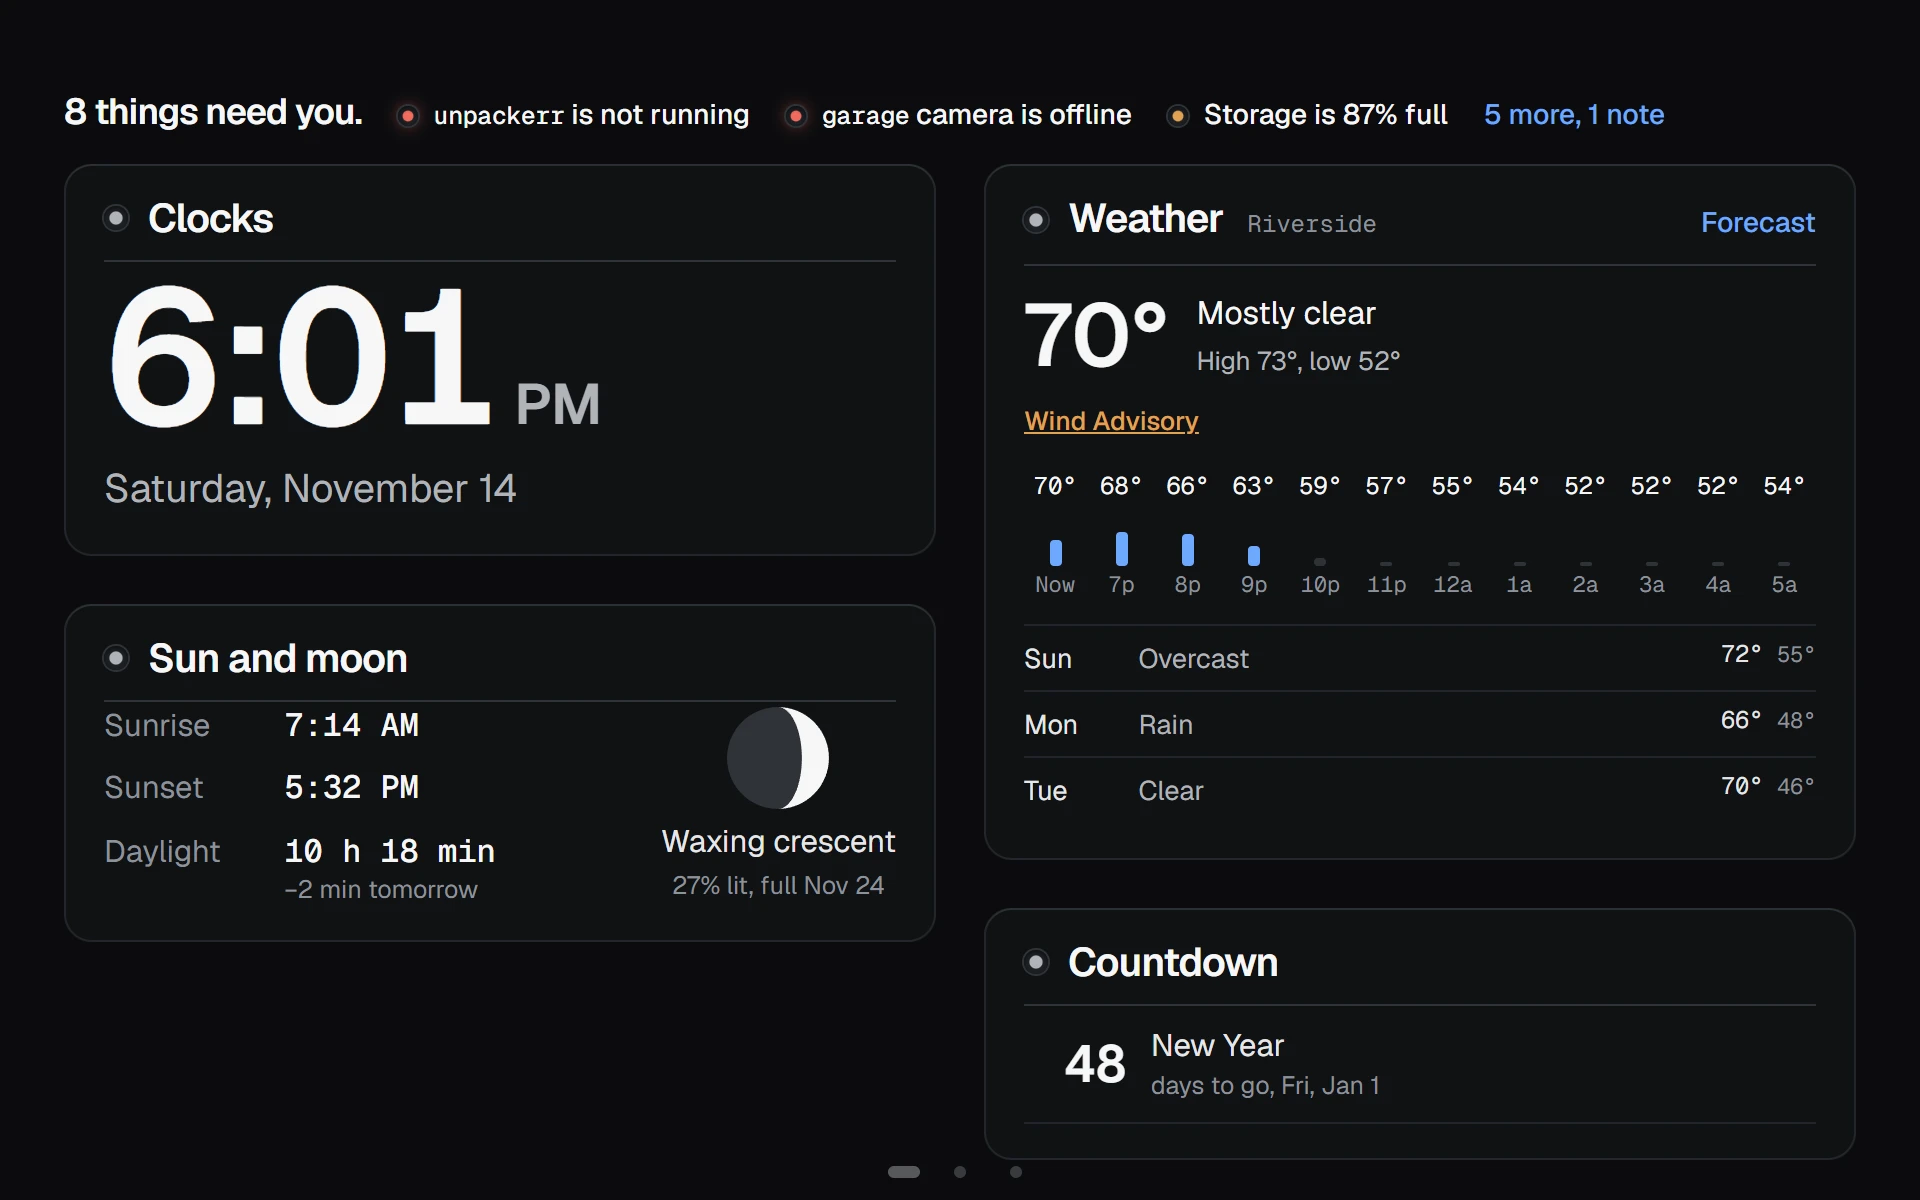 8 things need you. unpackerr is not running garage camera is offline Storage is 87% full 5 more, 1 note
Clocks
6:01 PM
Saturday, November 14
Sun and moon
Sunrise 7:14 AM
Sunset 5:32 PM
Daylight 10 h 18 min
−2 min tomorrow
Waxing crescent
27% lit, full Nov 24
Weather Riverside Forecast
70° Mostly clear
High 73°, low 52°
Wind Advisory
70° 68° 66° 63° 59° 57° 55° 54° 52° 52° 52° 54°
Now 7p 8p 9p 10p 11p 12a 1a 2a 3a 4a 5a
Sun Overcast 72° 55°
Mon Rain 66° 48°
Tue Clear 70° 46°
Countdown
48 New Year
days to go, Fri, Jan 1